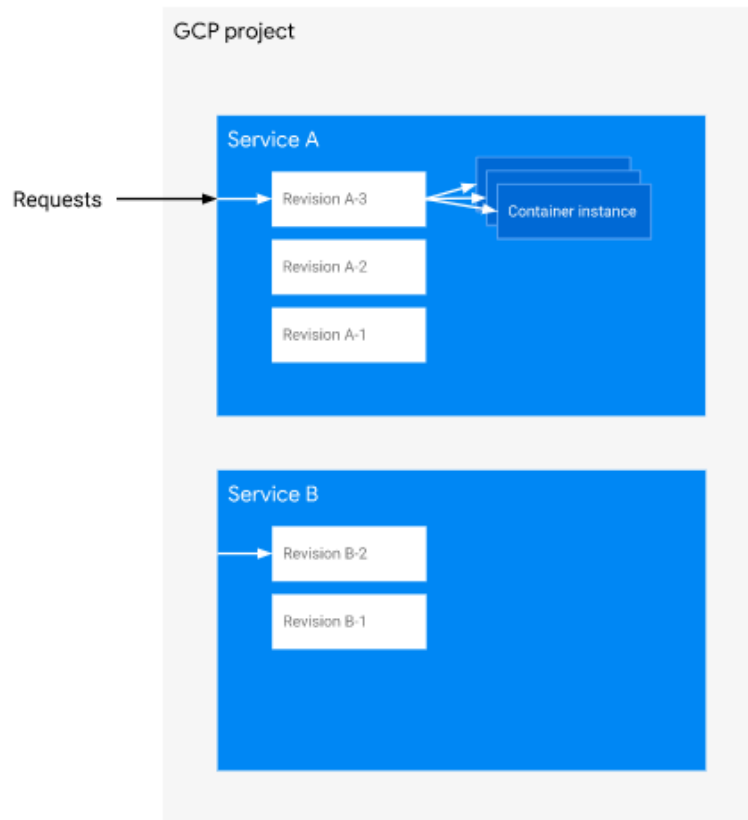 GCP project
Service A
Requests
Revision A-3
Container instance
Revision A-2
Revision A-1
Service B
Revision B-2
Revision B-1